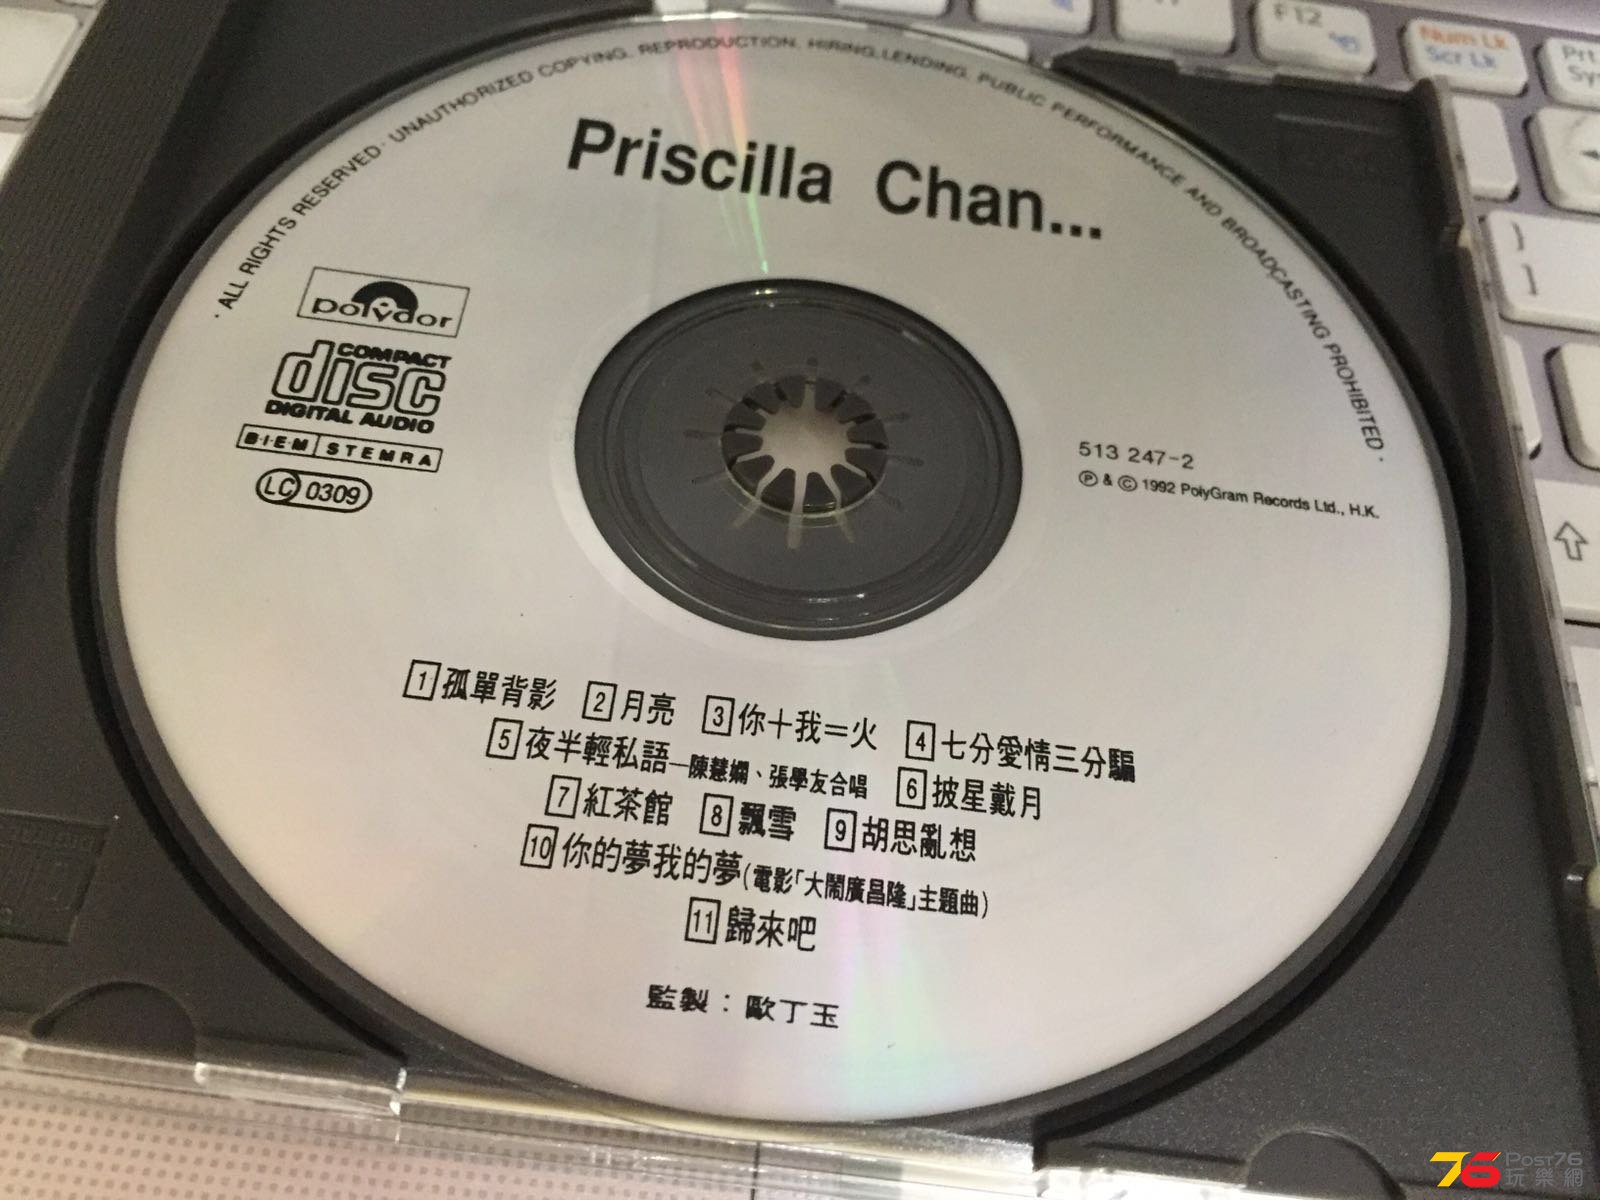 · ALL RIGHTS RESERVED · UNAUTHORIZED COPYING, REPRODUCTION, HIRING, LENDING, PUBLIC PERFORMANCE AND BROADCASTING PROHIBITED ·
Priscilla Chan...
polydor
COMPACT
disc
DIGITAL AUDIO
B·I·E·M STEMRA
LC 0309
513 247-2
Ⓟ & © 1992 PolyGram Records Ltd., H.K.
1 孤單背影 2 月亮 3 你十我=火 4 七分愛情三分騙
5 夜半輕私語—陳慧嫻、張學友合唱 6 披星戴月
7 紅茶館 8 飄雪 9 胡思亂想
10 你的夢我的夢(電影「大鬧廣昌隆」主題曲)
11 歸來吧
監製：歐丁玉
F12
Num Lk
Scr Lk
Prt
Sy
}
]
76 Post76
玩樂網